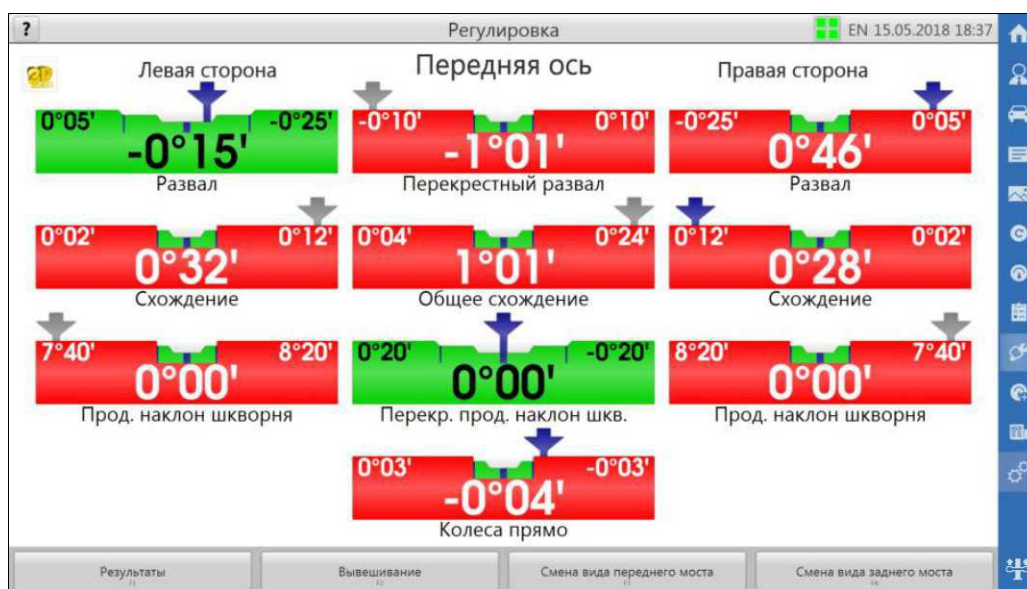 ? Регулировка EN 15.05.2018 18:37
Левая сторона Передняя ось Правая сторона
2D
0°05' -0°25' -0°10' 0°10' -0°25' 0°05'
-0°15' -1°01' 0°46'
Развал Перекрестный развал Развал
0°02' 0°12' 0°04' 0°24' 0°12' 0°02'
0°32' 1°01' 0°28'
Схождение Общее схождение Схождение
7°40' 8°20' 0°20' -0°20' 8°20' 7°40'
0°00' 0°00' 0°00'
Прод. наклон шкворня Перекр. прод. наклон шкв. Прод. наклон шкворня
0°03' -0°03'
-0°04'
Колеса прямо
Результаты Вывешивание Смена вида переднего моста Смена вида заднего моста